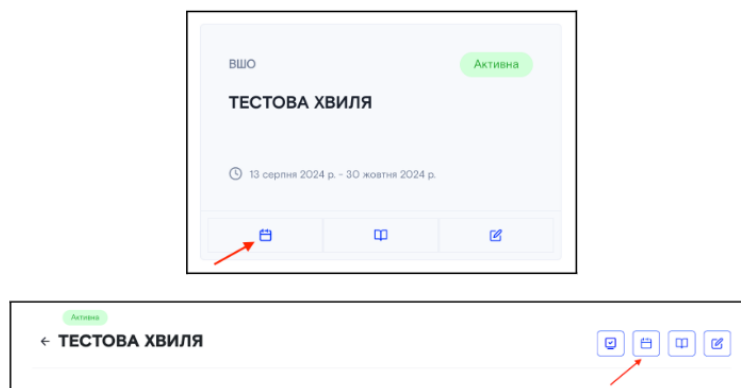 ВШО
Активна
ТЕСТОВА ХВИЛЯ
13 серпня 2024 р. - 30 жовтня 2024 р.
Активна
← ТЕСТОВА ХВИЛЯ